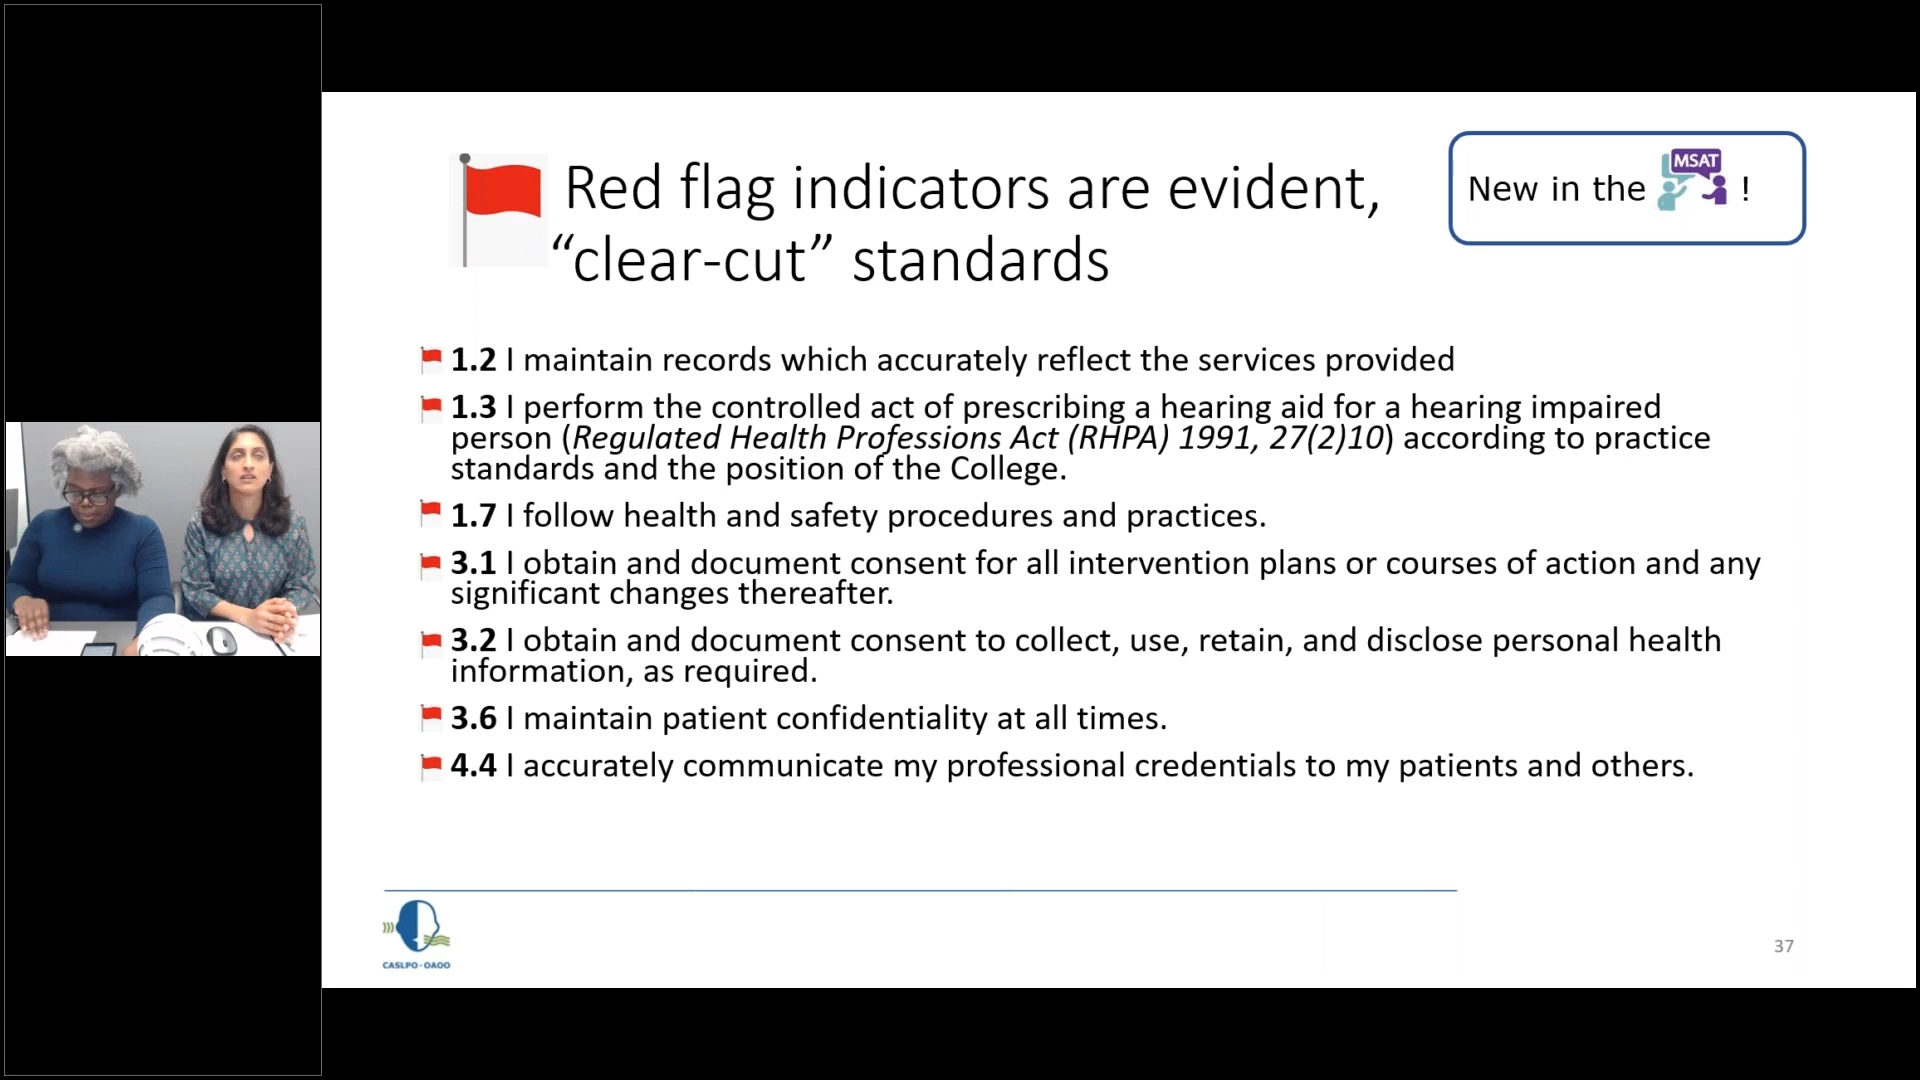 Red flag indicators are evident,
“clear-cut” standards
New in the MSAT !
1.2 I maintain records which accurately reflect the services provided
1.3 I perform the controlled act of prescribing a hearing aid for a hearing impaired
person (Regulated Health Professions Act (RHPA) 1991, 27(2)10) according to practice
standards and the position of the College.
1.7 I follow health and safety procedures and practices.
3.1 I obtain and document consent for all intervention plans or courses of action and any
significant changes thereafter.
3.2 I obtain and document consent to collect, use, retain, and disclose personal health
information, as required.
3.6 I maintain patient confidentiality at all times.
4.4 I accurately communicate my professional credentials to my patients and others.
CASLPO·OAOO
37